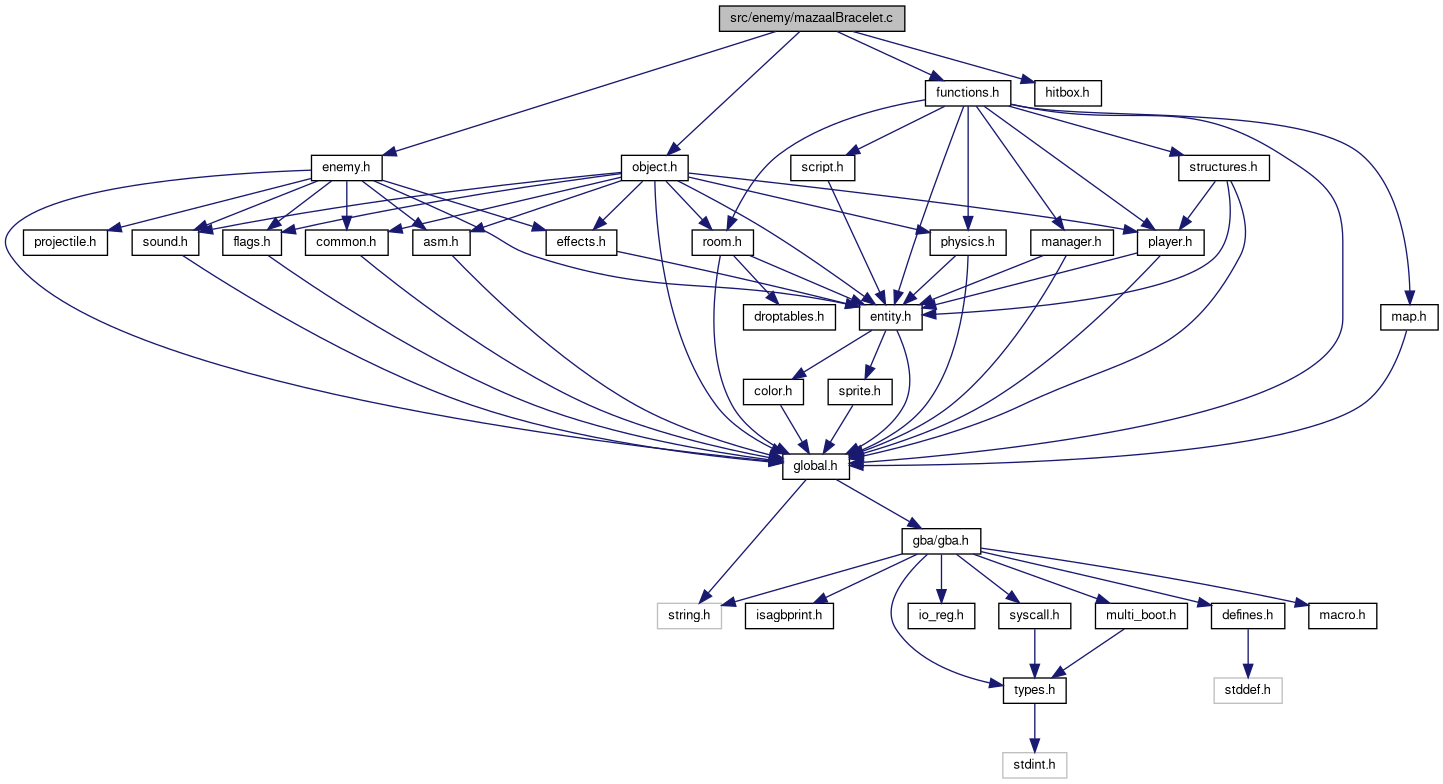 src/enemy/mazaalBracelet.c
functions.h
hitbox.h
enemy.h
object.h
script.h
structures.h
projectile.h
sound.h
flags.h
common.h
asm.h
effects.h
room.h
physics.h
manager.h
player.h
droptables.h
entity.h
map.h
color.h
sprite.h
global.h
gba/gba.h
string.h
isagbprint.h
io_reg.h
syscall.h
multi_boot.h
defines.h
macro.h
types.h
stddef.h
stdint.h